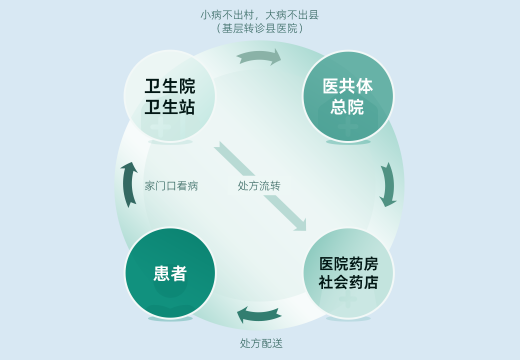 小病不出村，大病不出县
（基层转诊县医院）
卫生院
卫生站
医共体
总院
家门口看病
处方流转
患者
医院药房
社会药店
处方配送